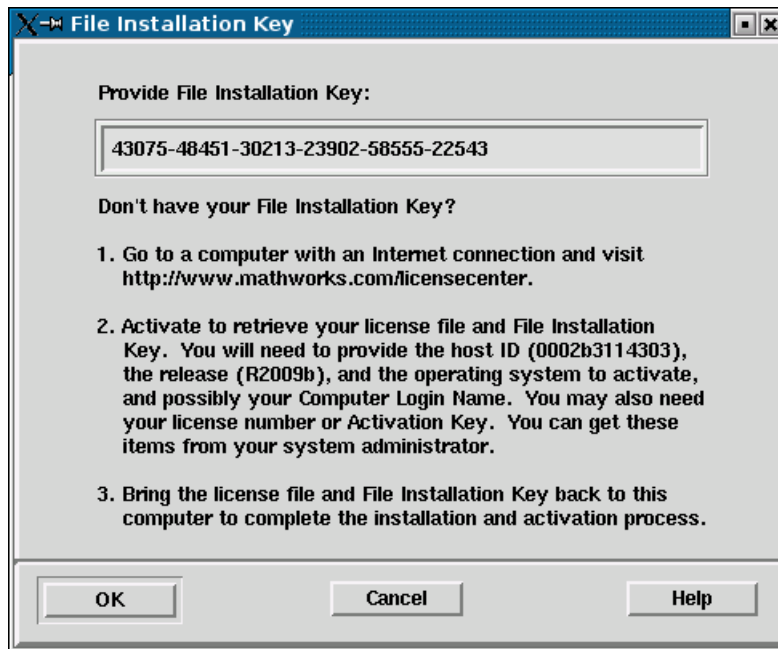 File Installation Key
Provide File Installation Key:
43075-48451-30213-23902-58555-22543
Don't have your File Installation Key?
1. Go to a computer with an Internet connection and visit
http://www.mathworks.com/licensecenter.
2. Activate to retrieve your license file and File Installation
Key. You will need to provide the host ID (0002b3114303),
the release (R2009b), and the operating system to activate,
and possibly your Computer Login Name. You may also need
your license number or Activation Key. You can get these
items from your system administrator.
3. Bring the license file and File Installation Key back to this
computer to complete the installation and activation process.
OK Cancel Help